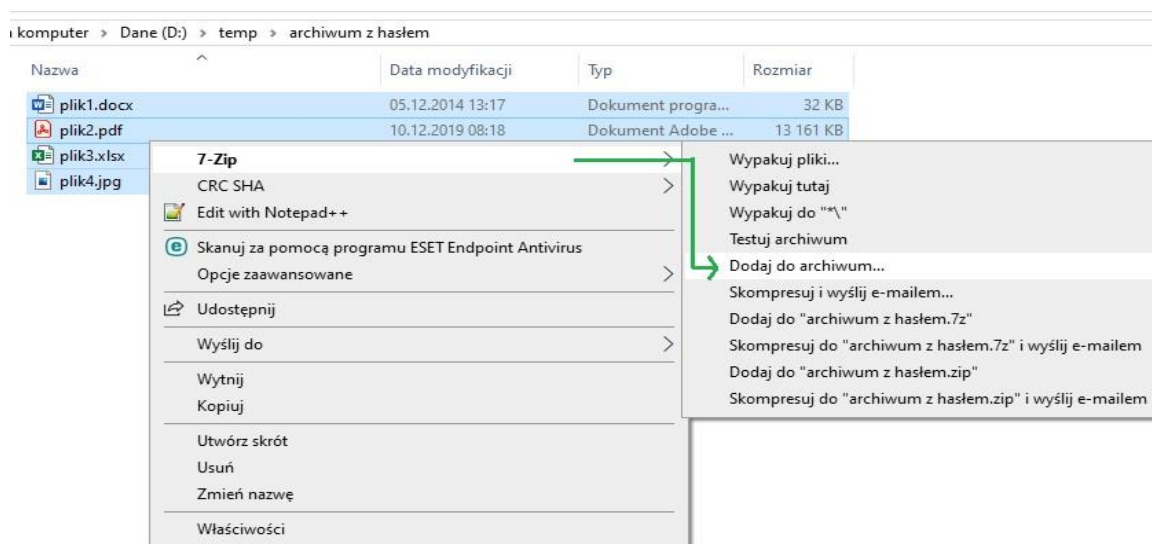 komputer > Dane (D:) > temp > archiwum z hasłem
Nazwa Data modyfikacji Typ Rozmiar
plik1.docx 05.12.2014 13:17 Dokument progra... 32 KB
plik2.pdf 10.12.2019 08:18 Dokument Adobe ... 13 161 KB
plik3.xlsx
plik4.jpg
7-Zip
CRC SHA
Edit with Notepad++
Skanuj za pomocą programu ESET Endpoint Antivirus
Opcje zaawansowane
Udostępnij
Wyślij do
Wytnij
Kopiuj
Utwórz skrót
Usuń
Zmień nazwę
Właściwości
Wypakuj pliki...
Wypakuj tutaj
Wypakuj do "*\"
Testuj archiwum
Dodaj do archiwum...
Skompresuj i wyślij e-mailem...
Dodaj do "archiwum z hasłem.7z"
Skompresuj do "archiwum z hasłem.7z" i wyślij e-mailem
Dodaj do "archiwum z hasłem.zip"
Skompresuj do "archiwum z hasłem.zip" i wyślij e-mailem